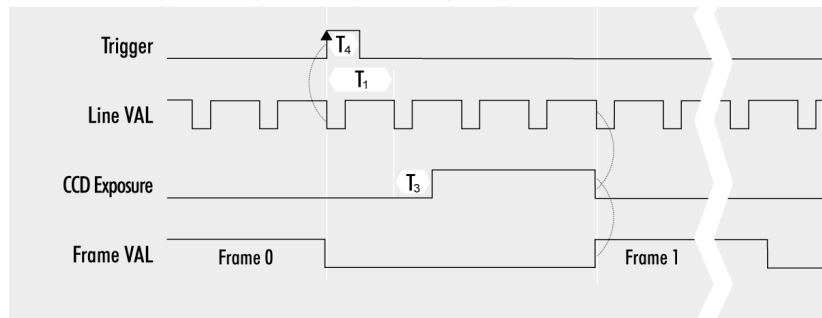 Trigger
T4
T1
Line VAL
CCD Exposure
T3
Frame VAL
Frame 0
Frame 1